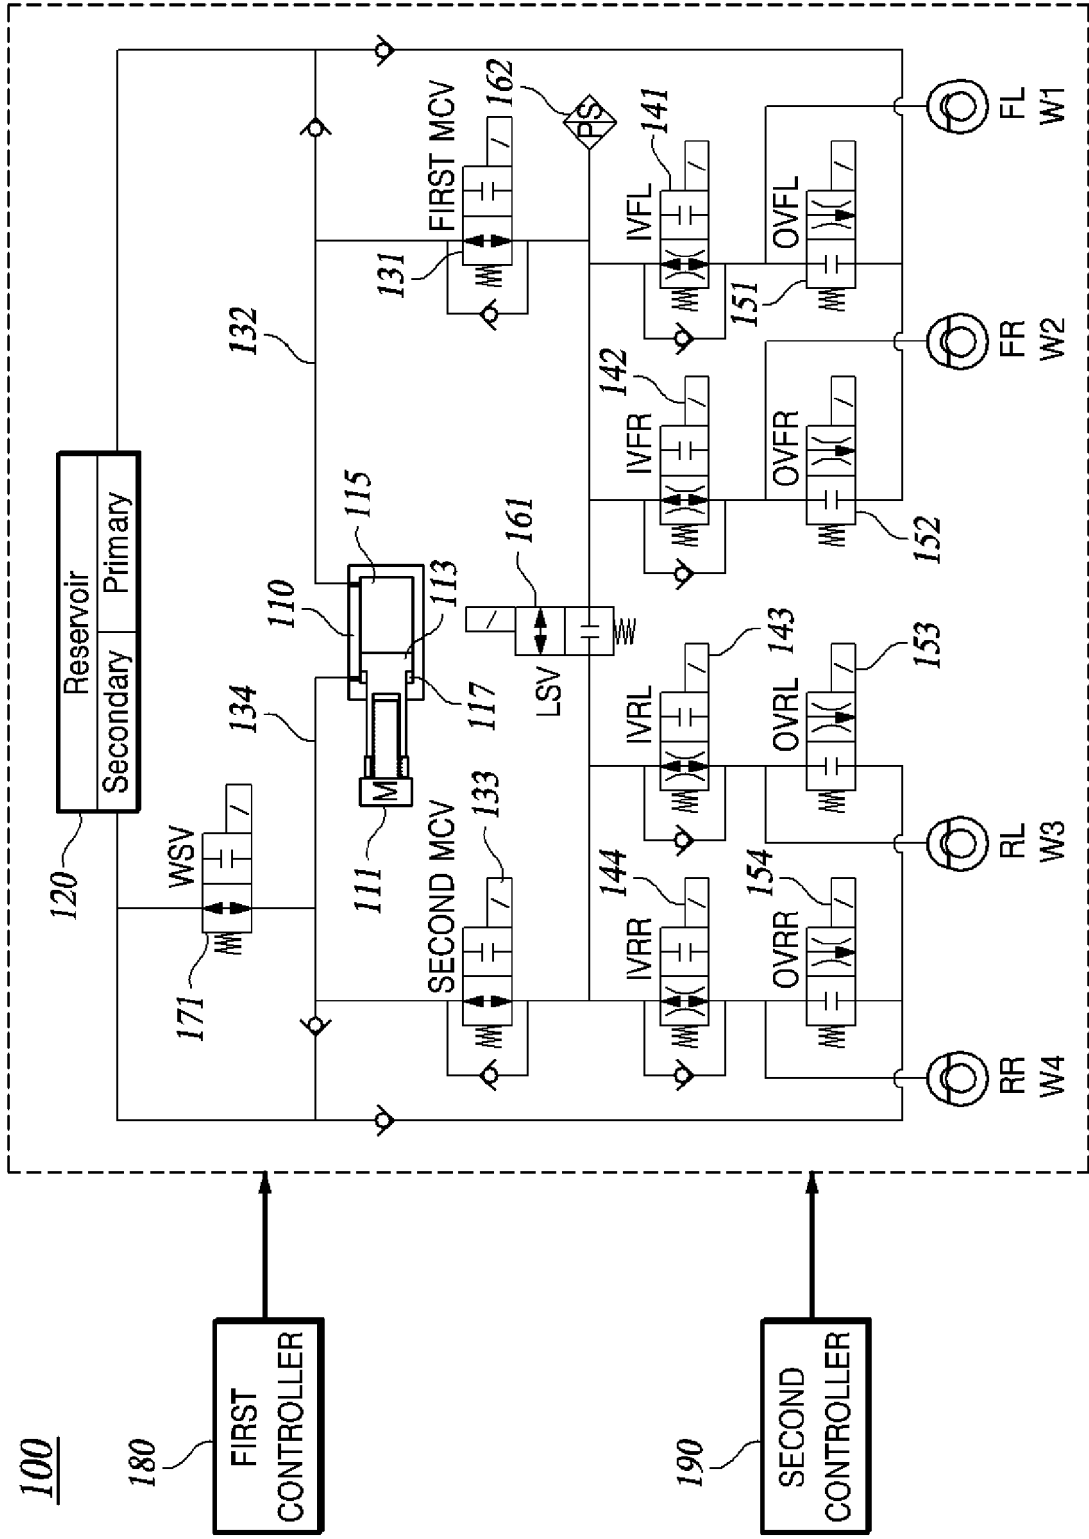 100
Reservoir
Secondary
Primary
120
WSV
171
134
110
115
132
113
117
M
111
FIRST MCV
131
162
PS
SECOND MCV
133
LSV
161
IVRR
144
IVRL
143
IVFR
142
IVFL
141
OVRR
154
OVRL
153
OVFR
152
OVFL
151
RR
W4
RL
W3
FR
W2
FL
W1
180
FIRST
CONTROLLER
190
SECOND
CONTROLLER